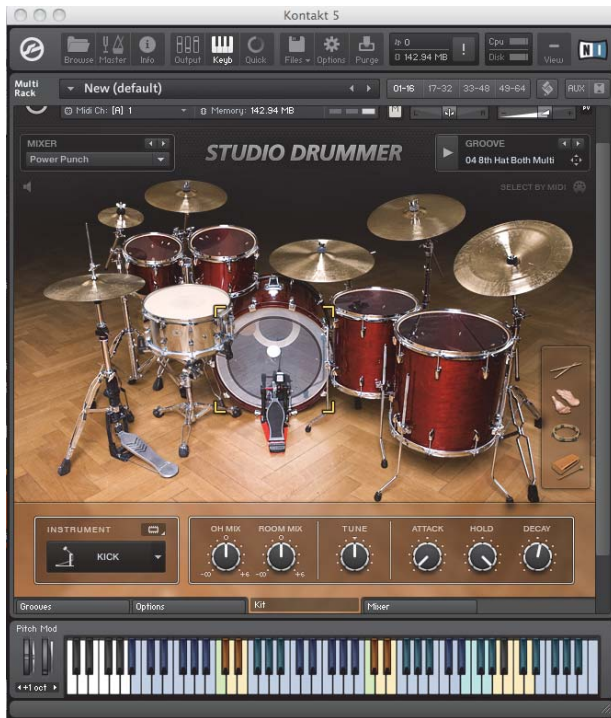 Kontakt 5
Browse Master Info Output Keyb Quick Files Options Purge
0
0 142.94 MB
!
Cpu
Disk
View
NI
Multi Rack
New (default)
01-16 17-32 33-48 49-64
AUX
Midi Ch: [A] 1
Memory: 142.94 MB
M
PV
MIXER
Power Punch
STUDIO DRUMMER
GROOVE
04 8th Hat Both Multi
SELECT BY MIDI
INSTRUMENT
KICK
OH MIX ROOM MIX TUNE ATTACK HOLD DECAY
0 0
-∞ +6 -∞ +6
Grooves Options Kit Mixer
Pitch Mod
+1 oct